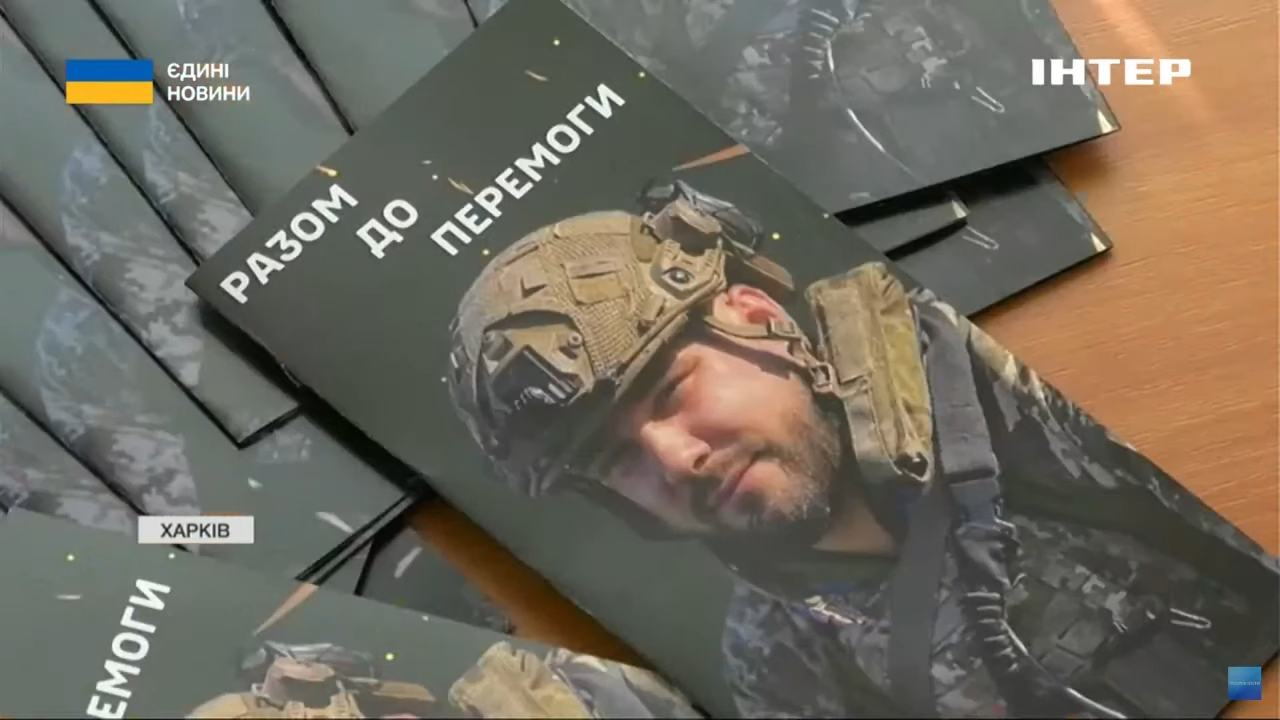 ЄДИНІ
НОВИНИ
ІНТЕР
РАЗОМ
ДО
ПЕРЕМОГИ
ХАРКІВ
ЕМОГИ